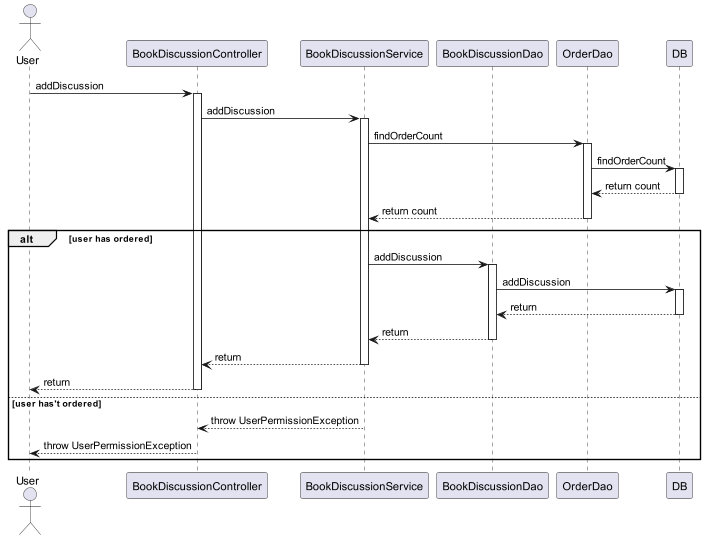 User
BookDiscussionController
BookDiscussionService
BookDiscussionDao
OrderDao
DB
addDiscussion
addDiscussion
findOrderCount
findOrderCount
return count
return count
alt
[user has ordered]
addDiscussion
addDiscussion
return
return
return
return
[user has't ordered]
throw UserPermissionException
throw UserPermissionException
User
BookDiscussionController
BookDiscussionService
BookDiscussionDao
OrderDao
DB